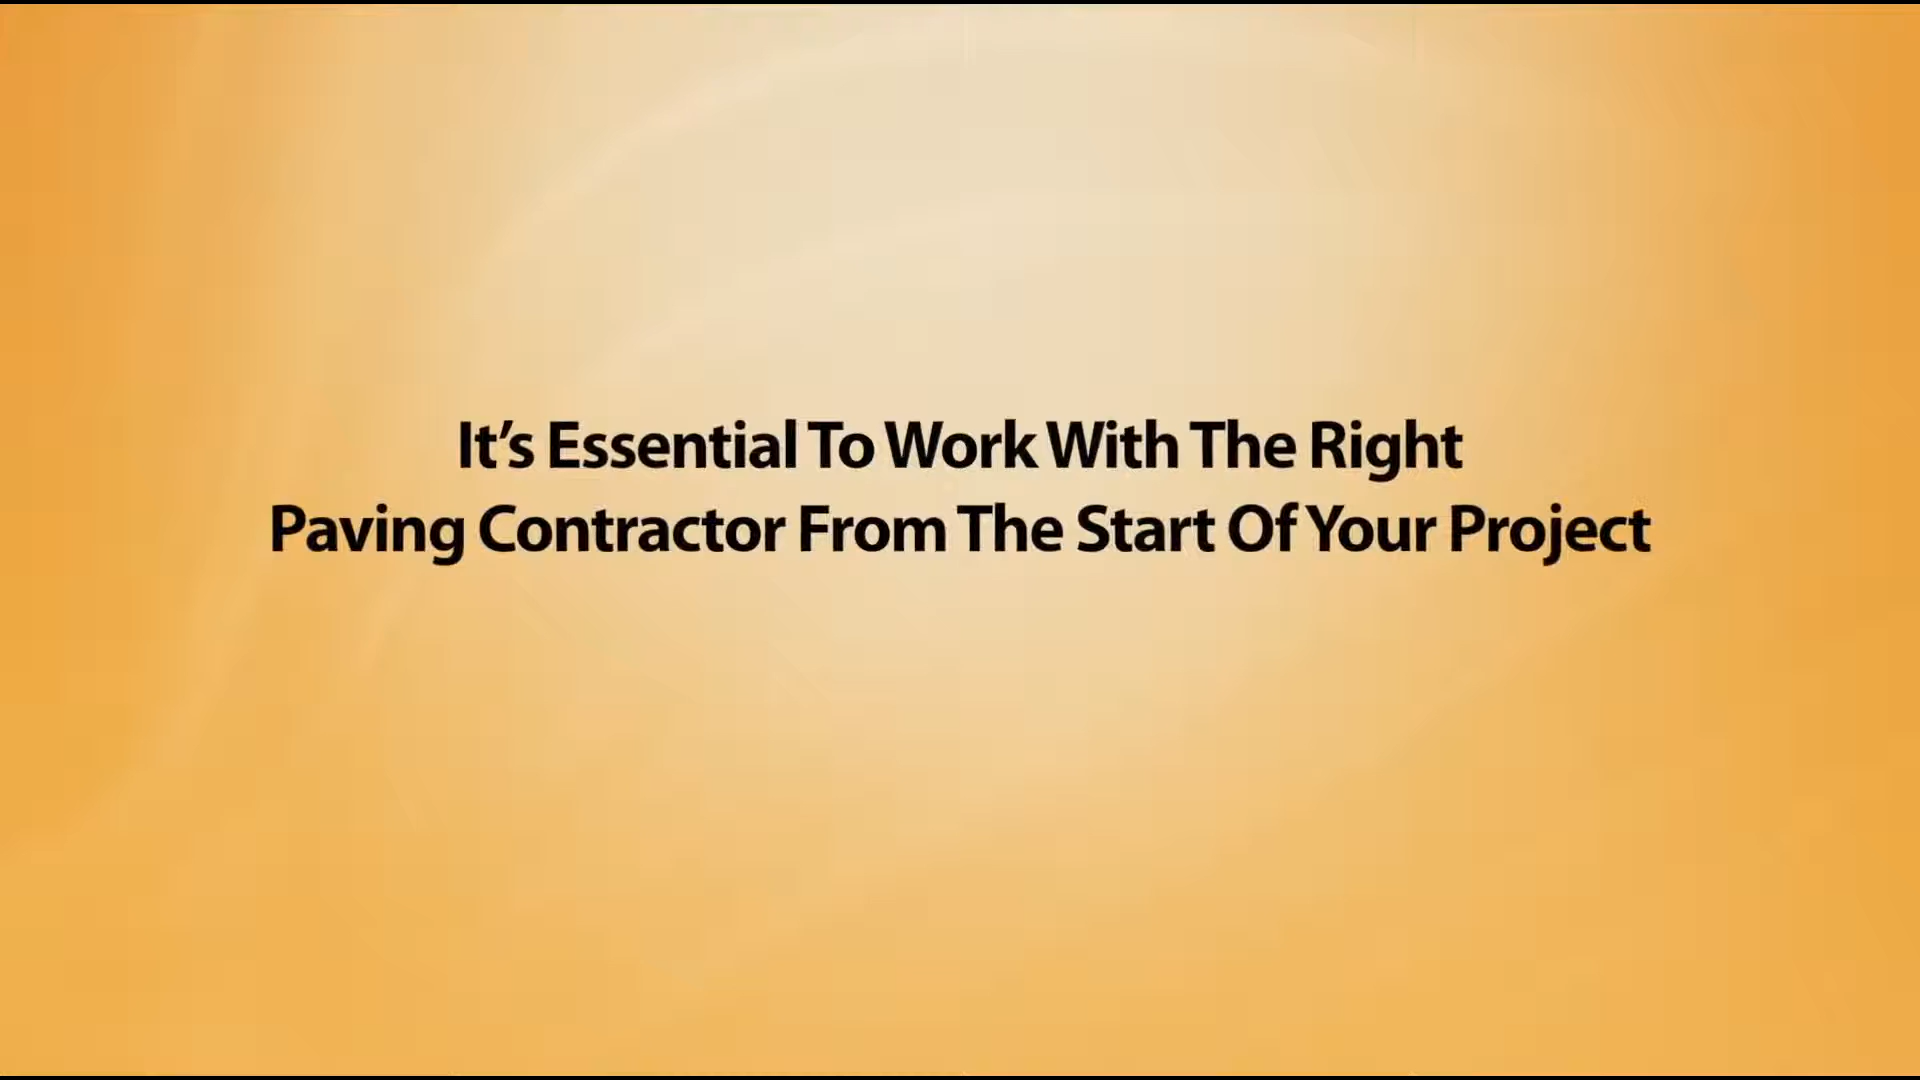 It’s Essential To Work With The Right
Paving Contractor From The Start Of Your Project